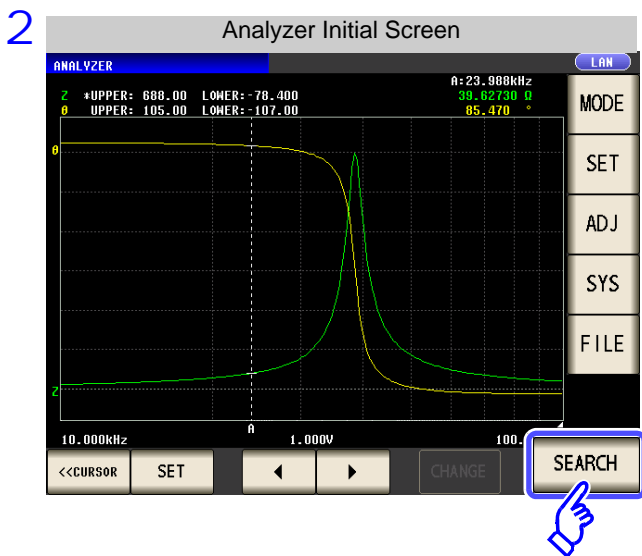 2
Analyzer Initial Screen
ANALYZER
LAN
A:23.988kHz
Z *UPPER: 688.00 LOWER:-78.400 39.62730 Ω
θ UPPER: 105.00 LOWER:-107.00 85.470 °
MODE
SET
ADJ
SYS
FILE
θ
Z
A
10.000kHz 1.000V 100.
<<CURSOR SET CHANGE SEARCH